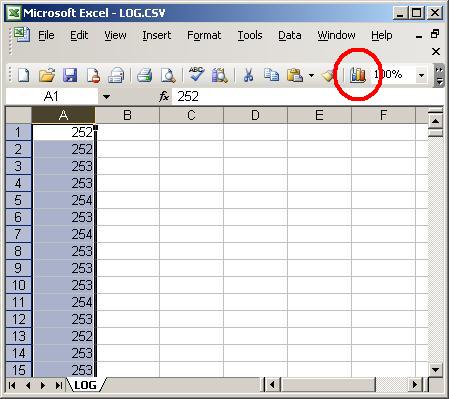 Microsoft Excel - LOG.CSV
File Edit View Insert Format Tools Data Window Help
ABC 100%
A1 fx 252
A B C D E F
1 252
2 252
3 253
4 253
5 254
6 253
7 254
8 253
9 253
10 253
11 254
12 253
13 252
14 253
15 253
LOG